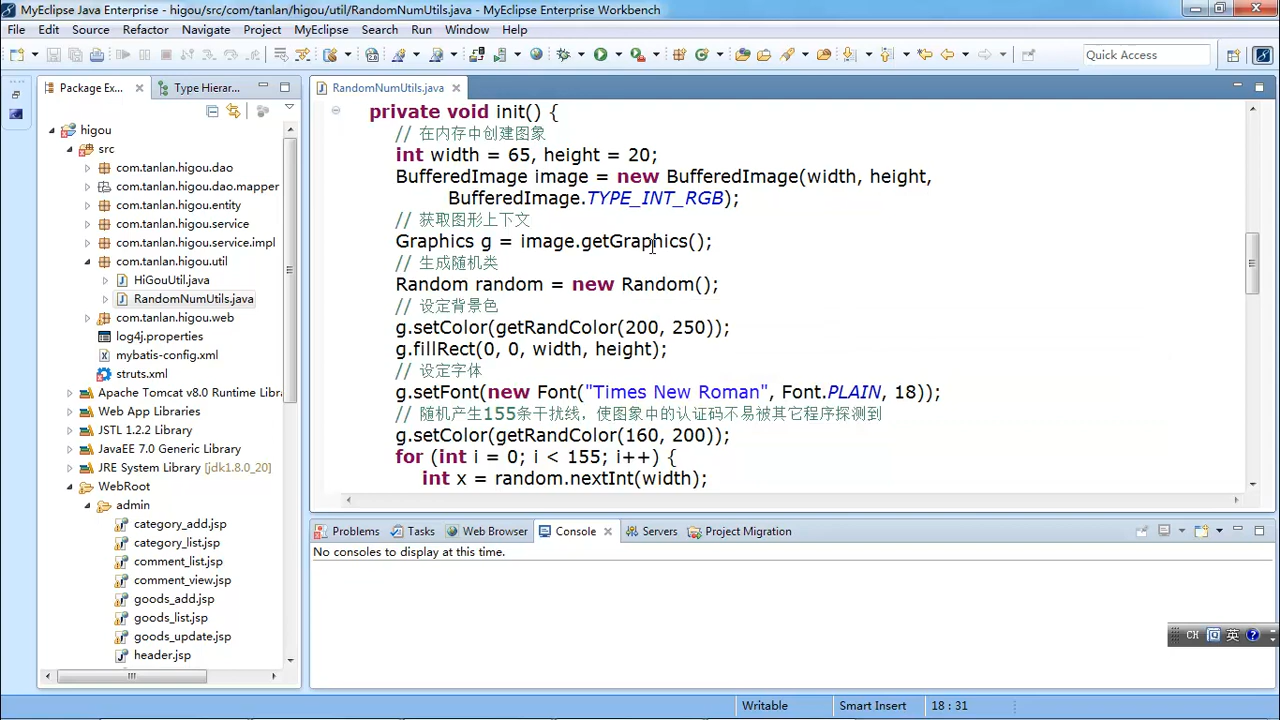 MyEclipse Java Enterprise - higou/src/com/tanlan/higou/util/RandomNumUtils.java - MyEclipse Enterprise Workbench
File Edit Source Refactor Navigate Project MyEclipse Search Run Window Help
Quick Access
Package Ex...
Type Hierar...
higou
src
com.tanlan.higou.dao
com.tanlan.higou.dao.mapper
com.tanlan.higou.entity
com.tanlan.higou.service
com.tanlan.higou.service.impl
com.tanlan.higou.util
HiGouUtil.java
RandomNumUtils.java
com.tanlan.higou.web
log4j.properties
mybatis-config.xml
struts.xml
Apache Tomcat v8.0 Runtime Libr
Web App Libraries
JSTL 1.2.2 Library
JavaEE 7.0 Generic Library
JRE System Library [jdk1.8.0_20]
WebRoot
admin
category_add.jsp
category_list.jsp
comment_list.jsp
comment_view.jsp
goods_add.jsp
goods_list.jsp
goods_update.jsp
header.jsp
RandomNumUtils.java
private void init() {
// 在内存中创建图象
int width = 65, height = 20;
BufferedImage image = new BufferedImage(width, height,
BufferedImage.TYPE_INT_RGB);
// 获取图形上下文
Graphics g = image.getGraphics();
// 生成随机类
Random random = new Random();
// 设定背景色
g.setColor(getRandColor(200, 250));
g.fillRect(0, 0, width, height);
// 设定字体
g.setFont(new Font("Times New Roman", Font.PLAIN, 18));
// 随机产生155条干扰线，使图象中的认证码不易被其它程序探测到
g.setColor(getRandColor(160, 200));
for (int i = 0; i < 155; i++) {
int x = random.nextInt(width);
Problems Tasks Web Browser Console Servers Project Migration
No consoles to display at this time.
CH 英
Writable Smart Insert 18 : 31